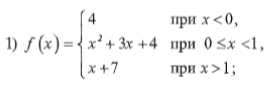 4 при x < 0,
1) f(x) = { x² + 3x + 4 при 0 ≤ x < 1,
x + 7 при x > 1;